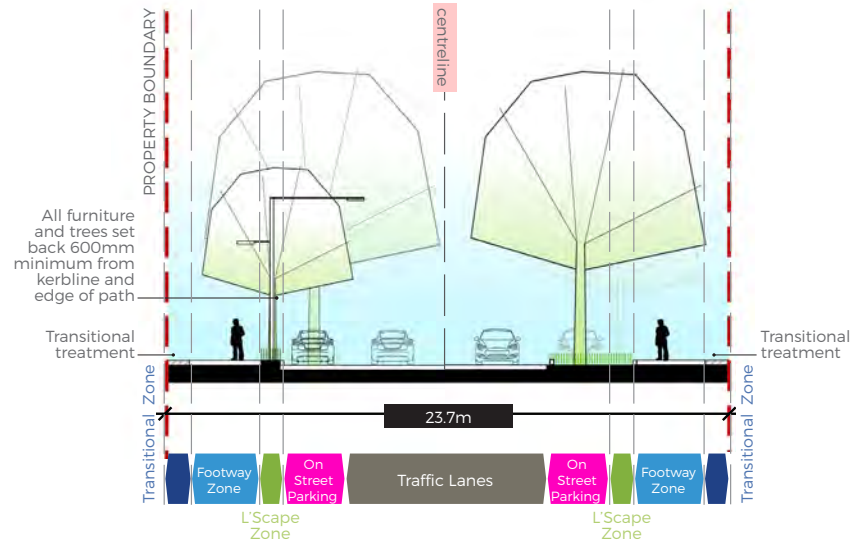 PROPERTY BOUNDARY
centreline
All furniture
and trees set
back 600mm
minimum from
kerbline and
edge of path
Transitional
treatment
Transitional
treatment
Transitional Zone
Transitional Zone
23.7m
Footway
Zone
On
Street
Parking
Traffic Lanes
On
Street
Parking
Footway
Zone
L'Scape
Zone
L'Scape
Zone